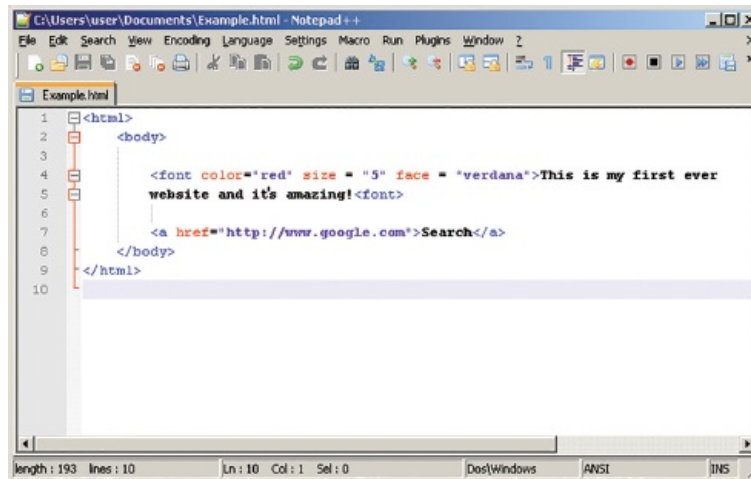 C:\Users\user\Documents\Example.html - Notepad++
File Edit Search View Encoding Language Settings Macro Run Plugins Window ?
Example.html
1 <html>
2 <body>
3
4 <font color="red" size = "5" face = "verdana">This is my first ever
5 website and it's amazing!<font>
6
7 <a href="http://www.google.com">Search</a>
8 </body>
9 </html>
10
length : 193 lines : 10 Ln : 10 Col : 1 Sel : 0 Dos\Windows ANSI INS